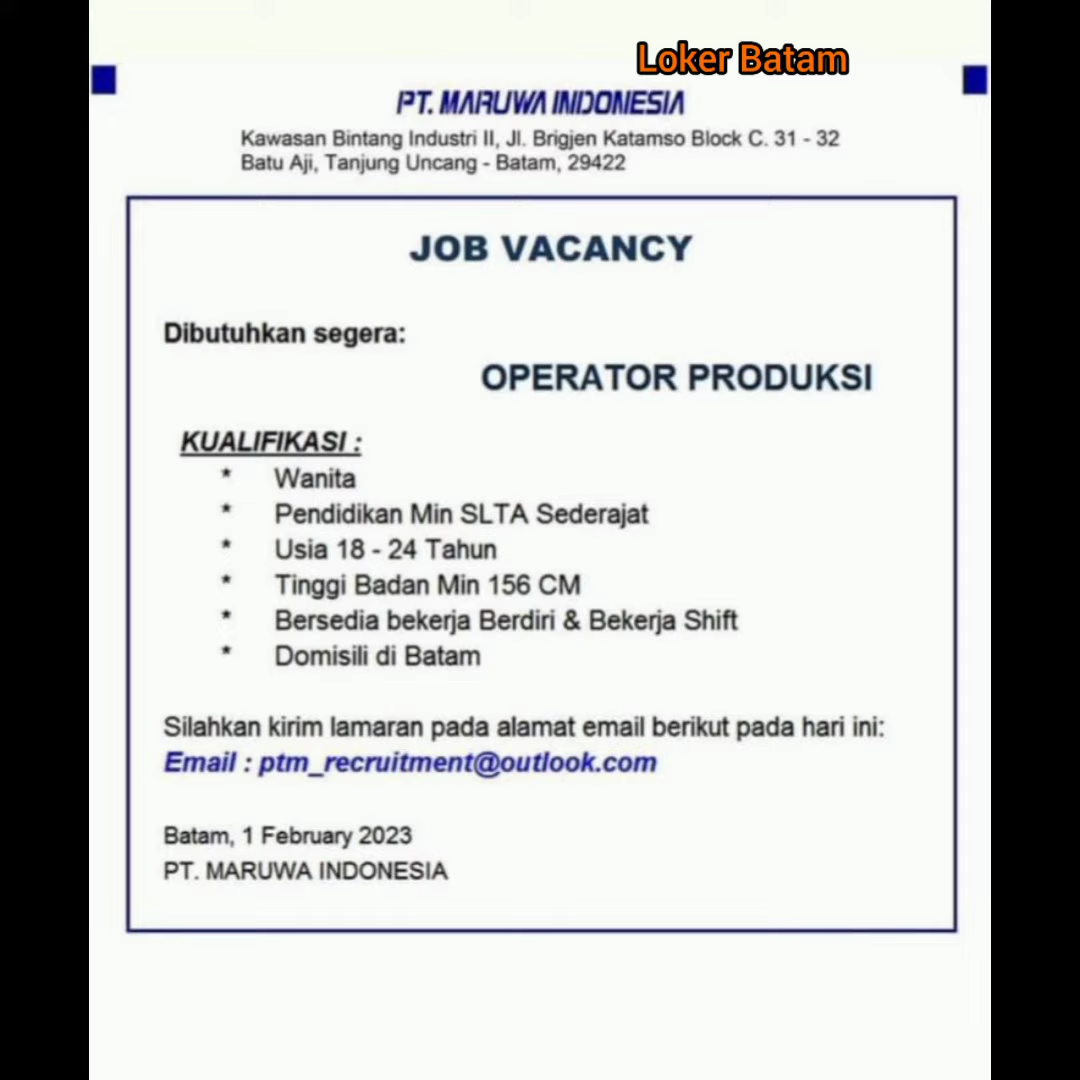 Loker Batam
PT. MARUWA INDONESIA
Kawasan Bintang Industri II, Jl. Brigjen Katamso Block C. 31 - 32
Batu Aji, Tanjung Uncang - Batam, 29422
JOB VACANCY
Dibutuhkan segera:
OPERATOR PRODUKSI
KUALIFIKASI :
* Wanita
* Pendidikan Min SLTA Sederajat
* Usia 18 - 24 Tahun
* Tinggi Badan Min 156 CM
* Bersedia bekerja Berdiri & Bekerja Shift
* Domisili di Batam
Silahkan kirim lamaran pada alamat email berikut pada hari ini:
Email : ptm_recruitment@outlook.com
Batam, 1 February 2023
PT. MARUWA INDONESIA